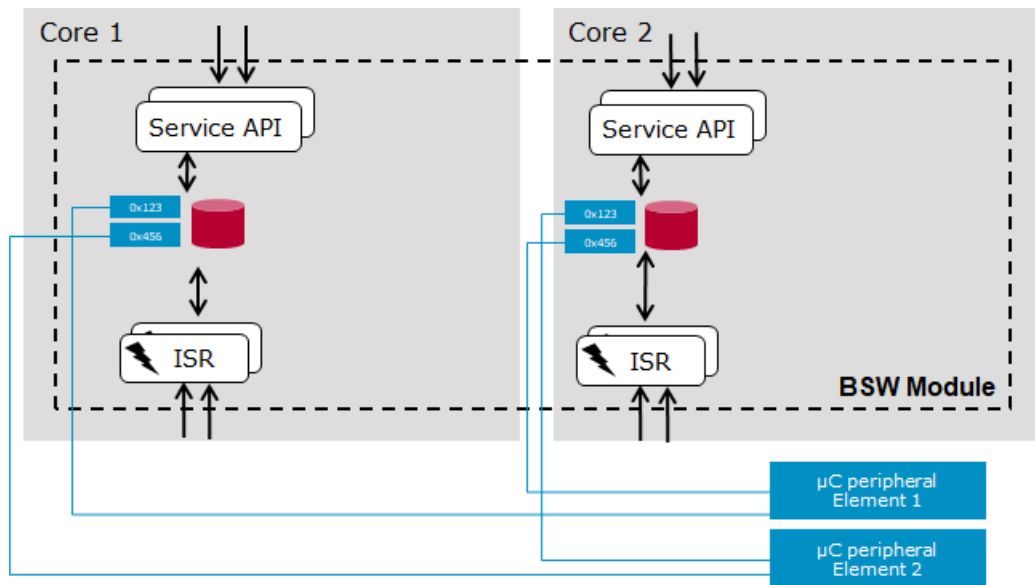 Core 1
Service API
0x123
0x456
ISR
Core 2
Service API
0x123
0x456
ISR
BSW Module
µC peripheral
Element 1
µC peripheral
Element 2